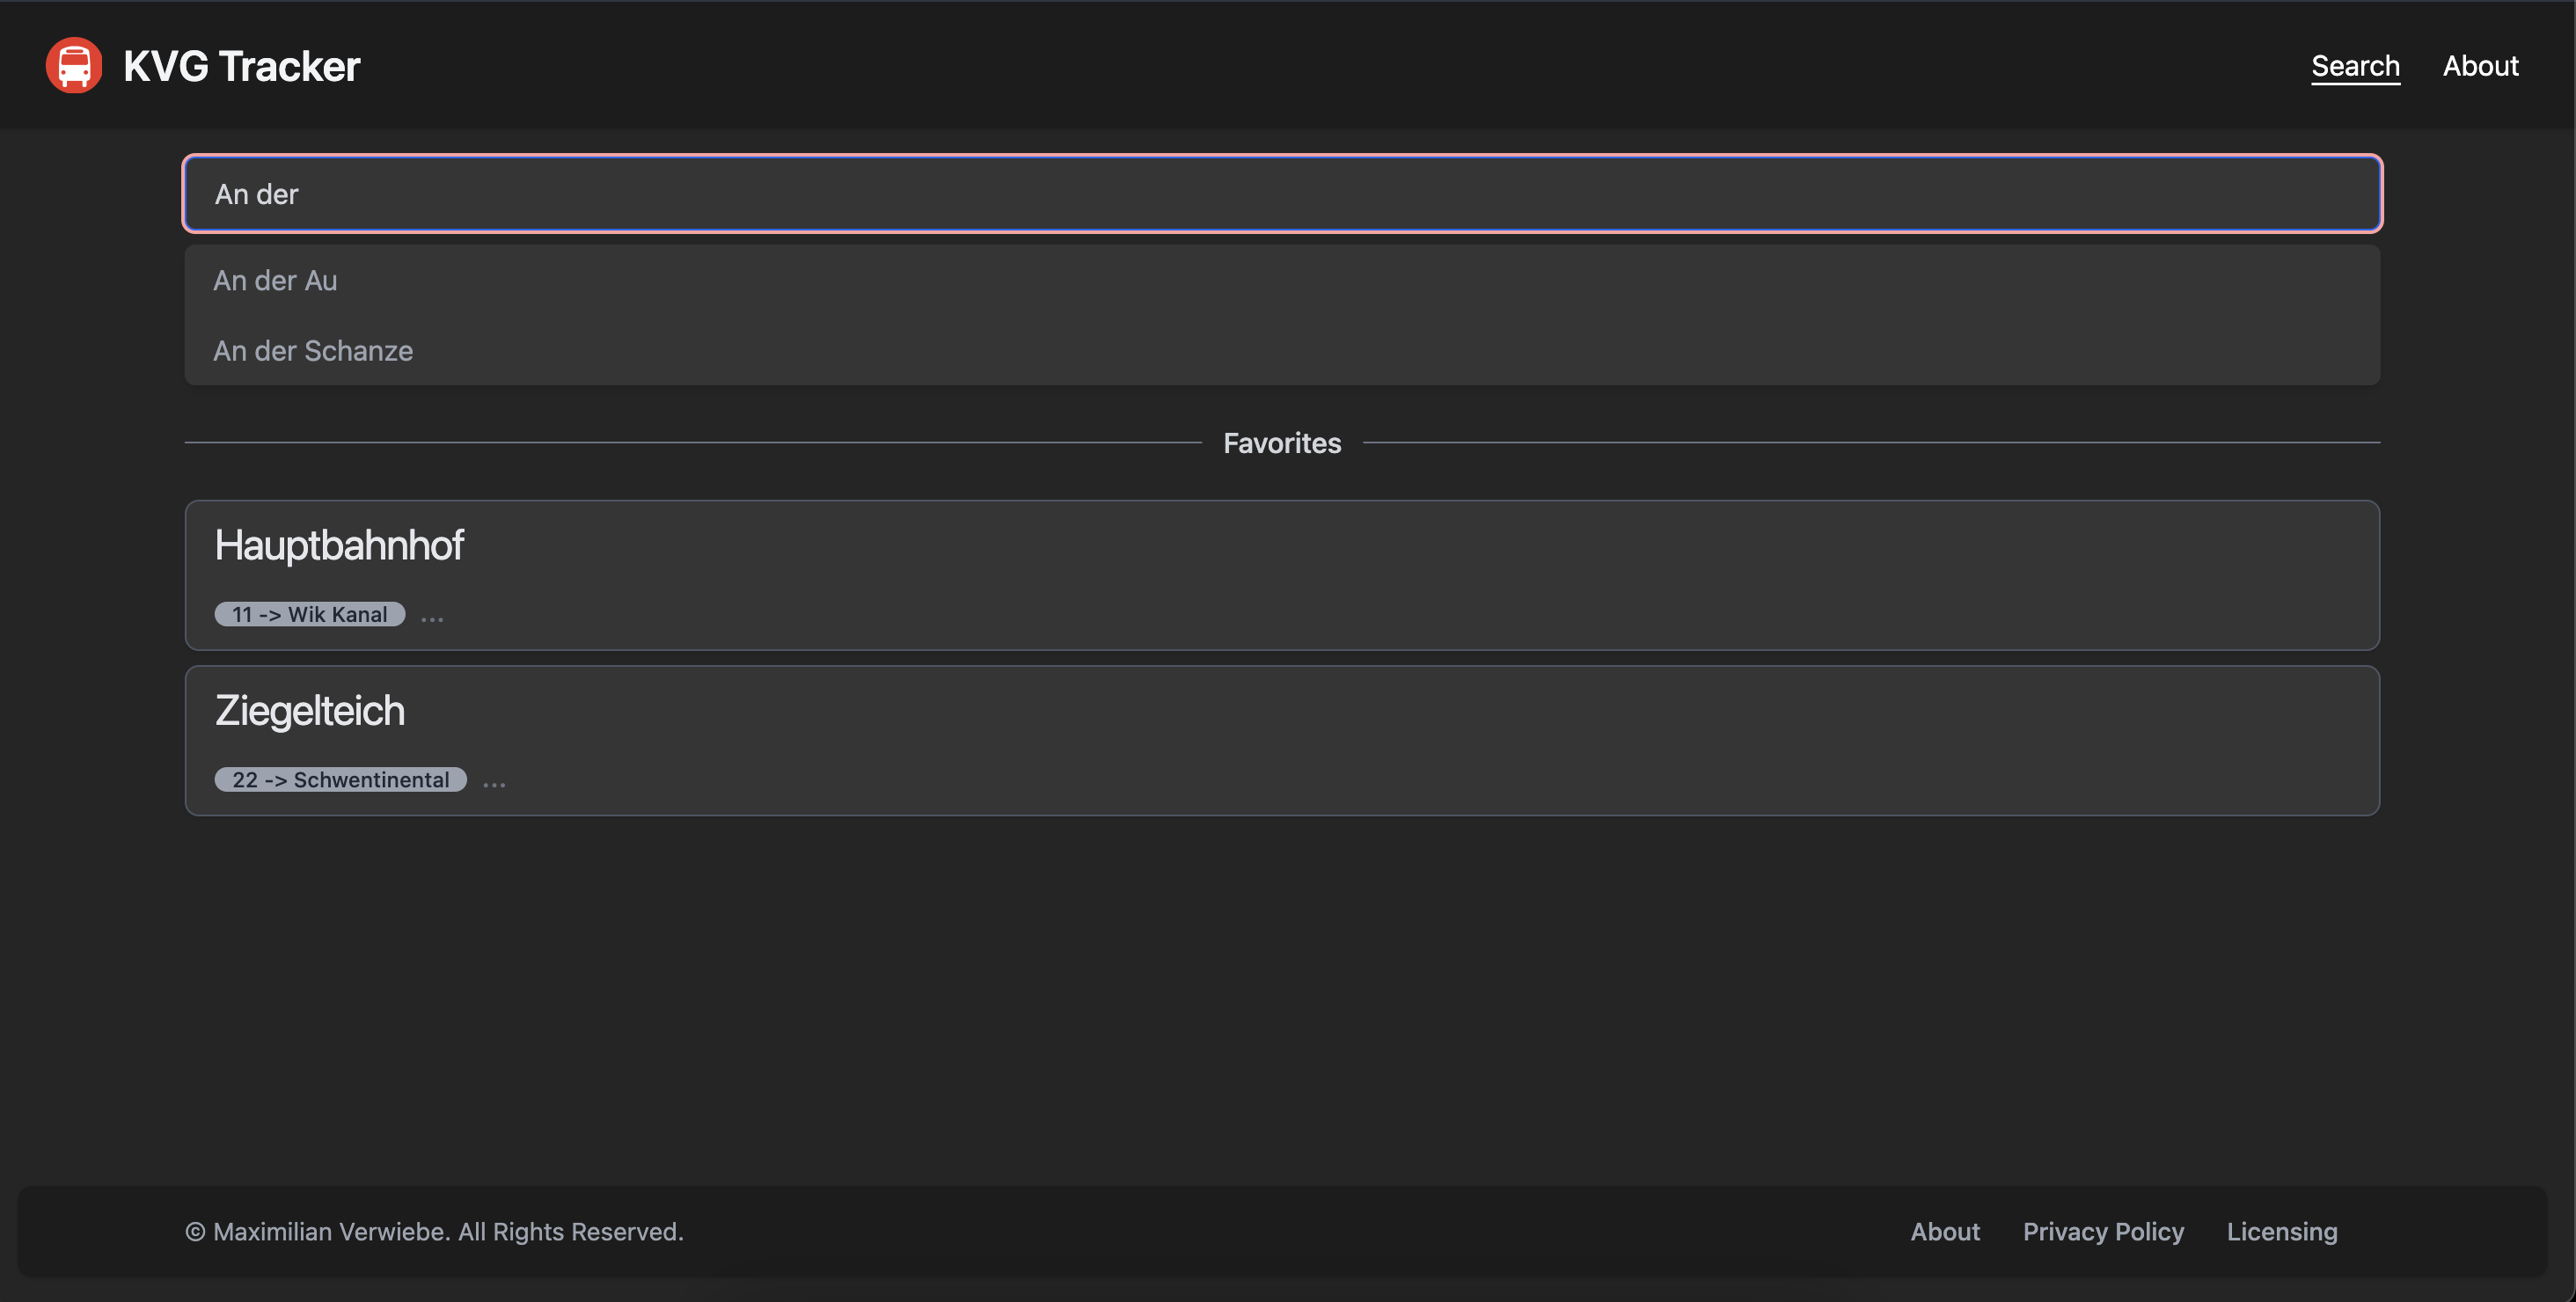 KVG Tracker
Search
About
An der
An der Au
An der Schanze
Favorites
Hauptbahnhof
11 -> Wik Kanal ...
Ziegelteich
22 -> Schwentinental ...
© Maximilian Verwiebe. All Rights Reserved.
About
Privacy Policy
Licensing